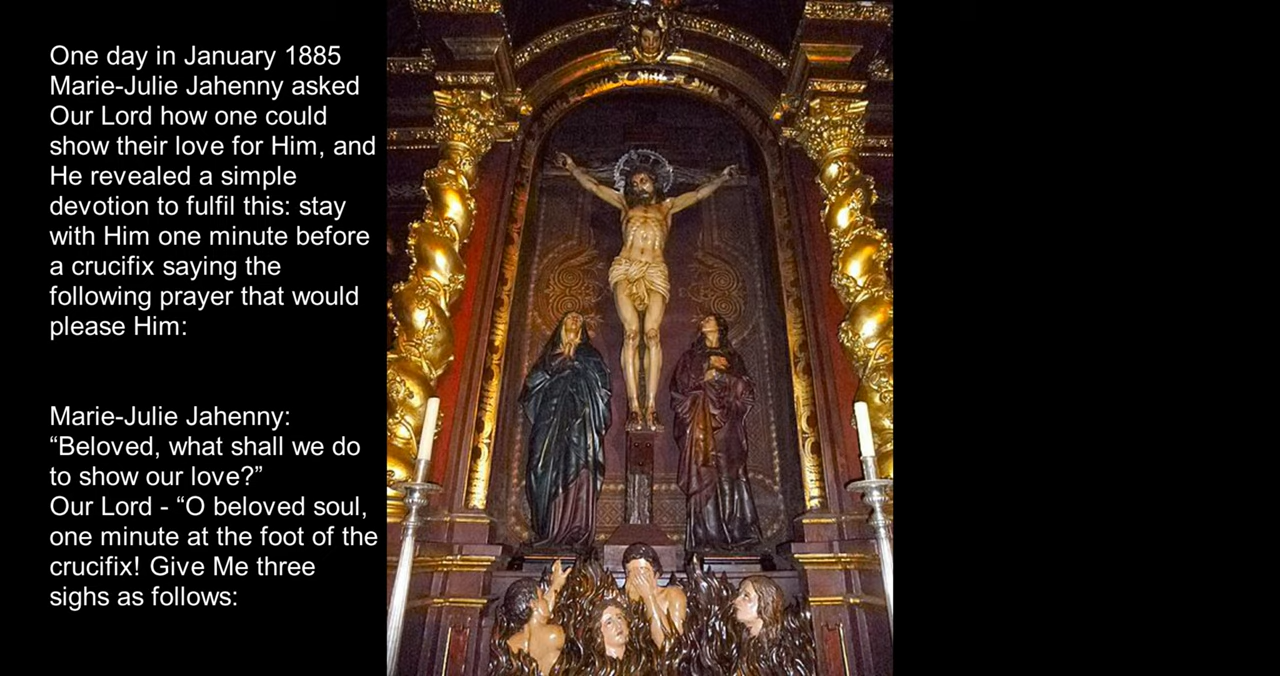 One day in January 1885
Marie-Julie Jahenny asked
Our Lord how one could
show their love for Him, and
He revealed a simple
devotion to fulfil this: stay
with Him one minute before
a crucifix saying the
following prayer that would
please Him:
Marie-Julie Jahenny:
“Beloved, what shall we do
to show our love?”
Our Lord - “O beloved soul,
one minute at the foot of the
crucifix! Give Me three
sighs as follows: